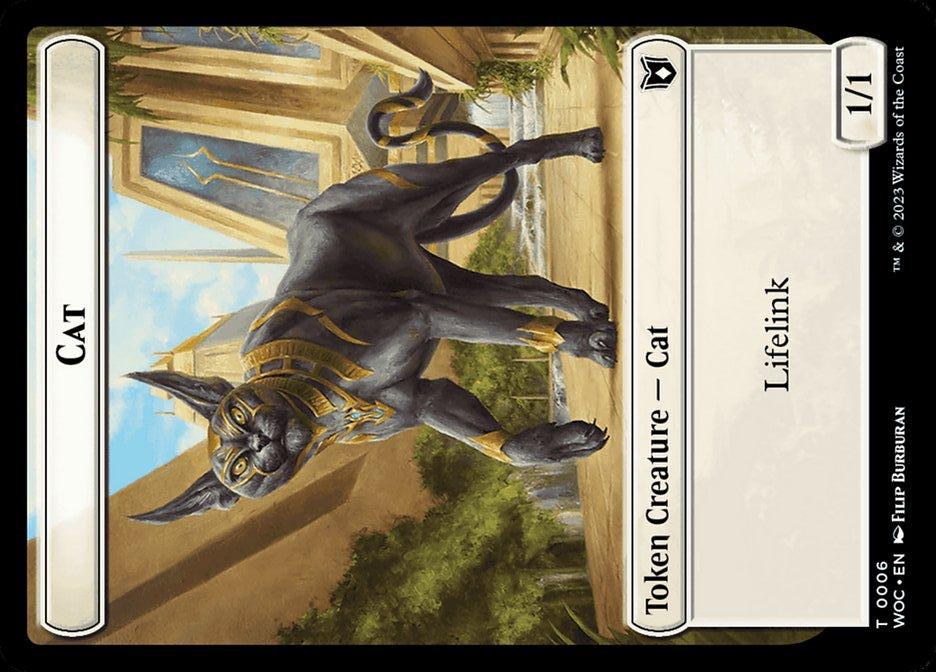 CAT
Token Creature — Cat
Lifelink
1/1
T 0006
WOC • EN FILIP BURBURAN
™ & © 2023 Wizards of the Coast